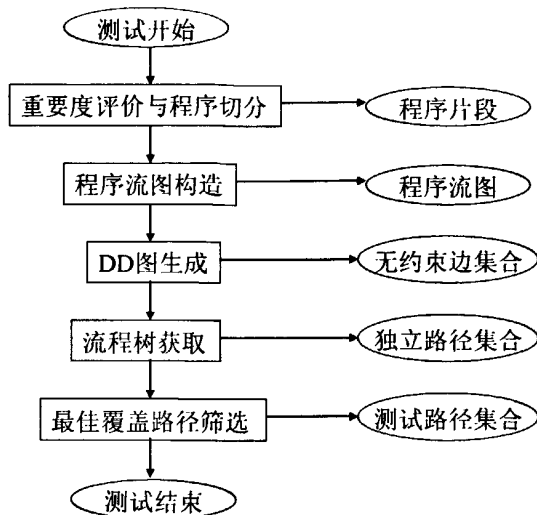 测试开始
重要度评价与程序切分
程序片段
程序流图构造
程序流图
DD图生成
无约束边集合
流程树获取
独立路径集合
最佳覆盖路径筛选
测试路径集合
测试结束